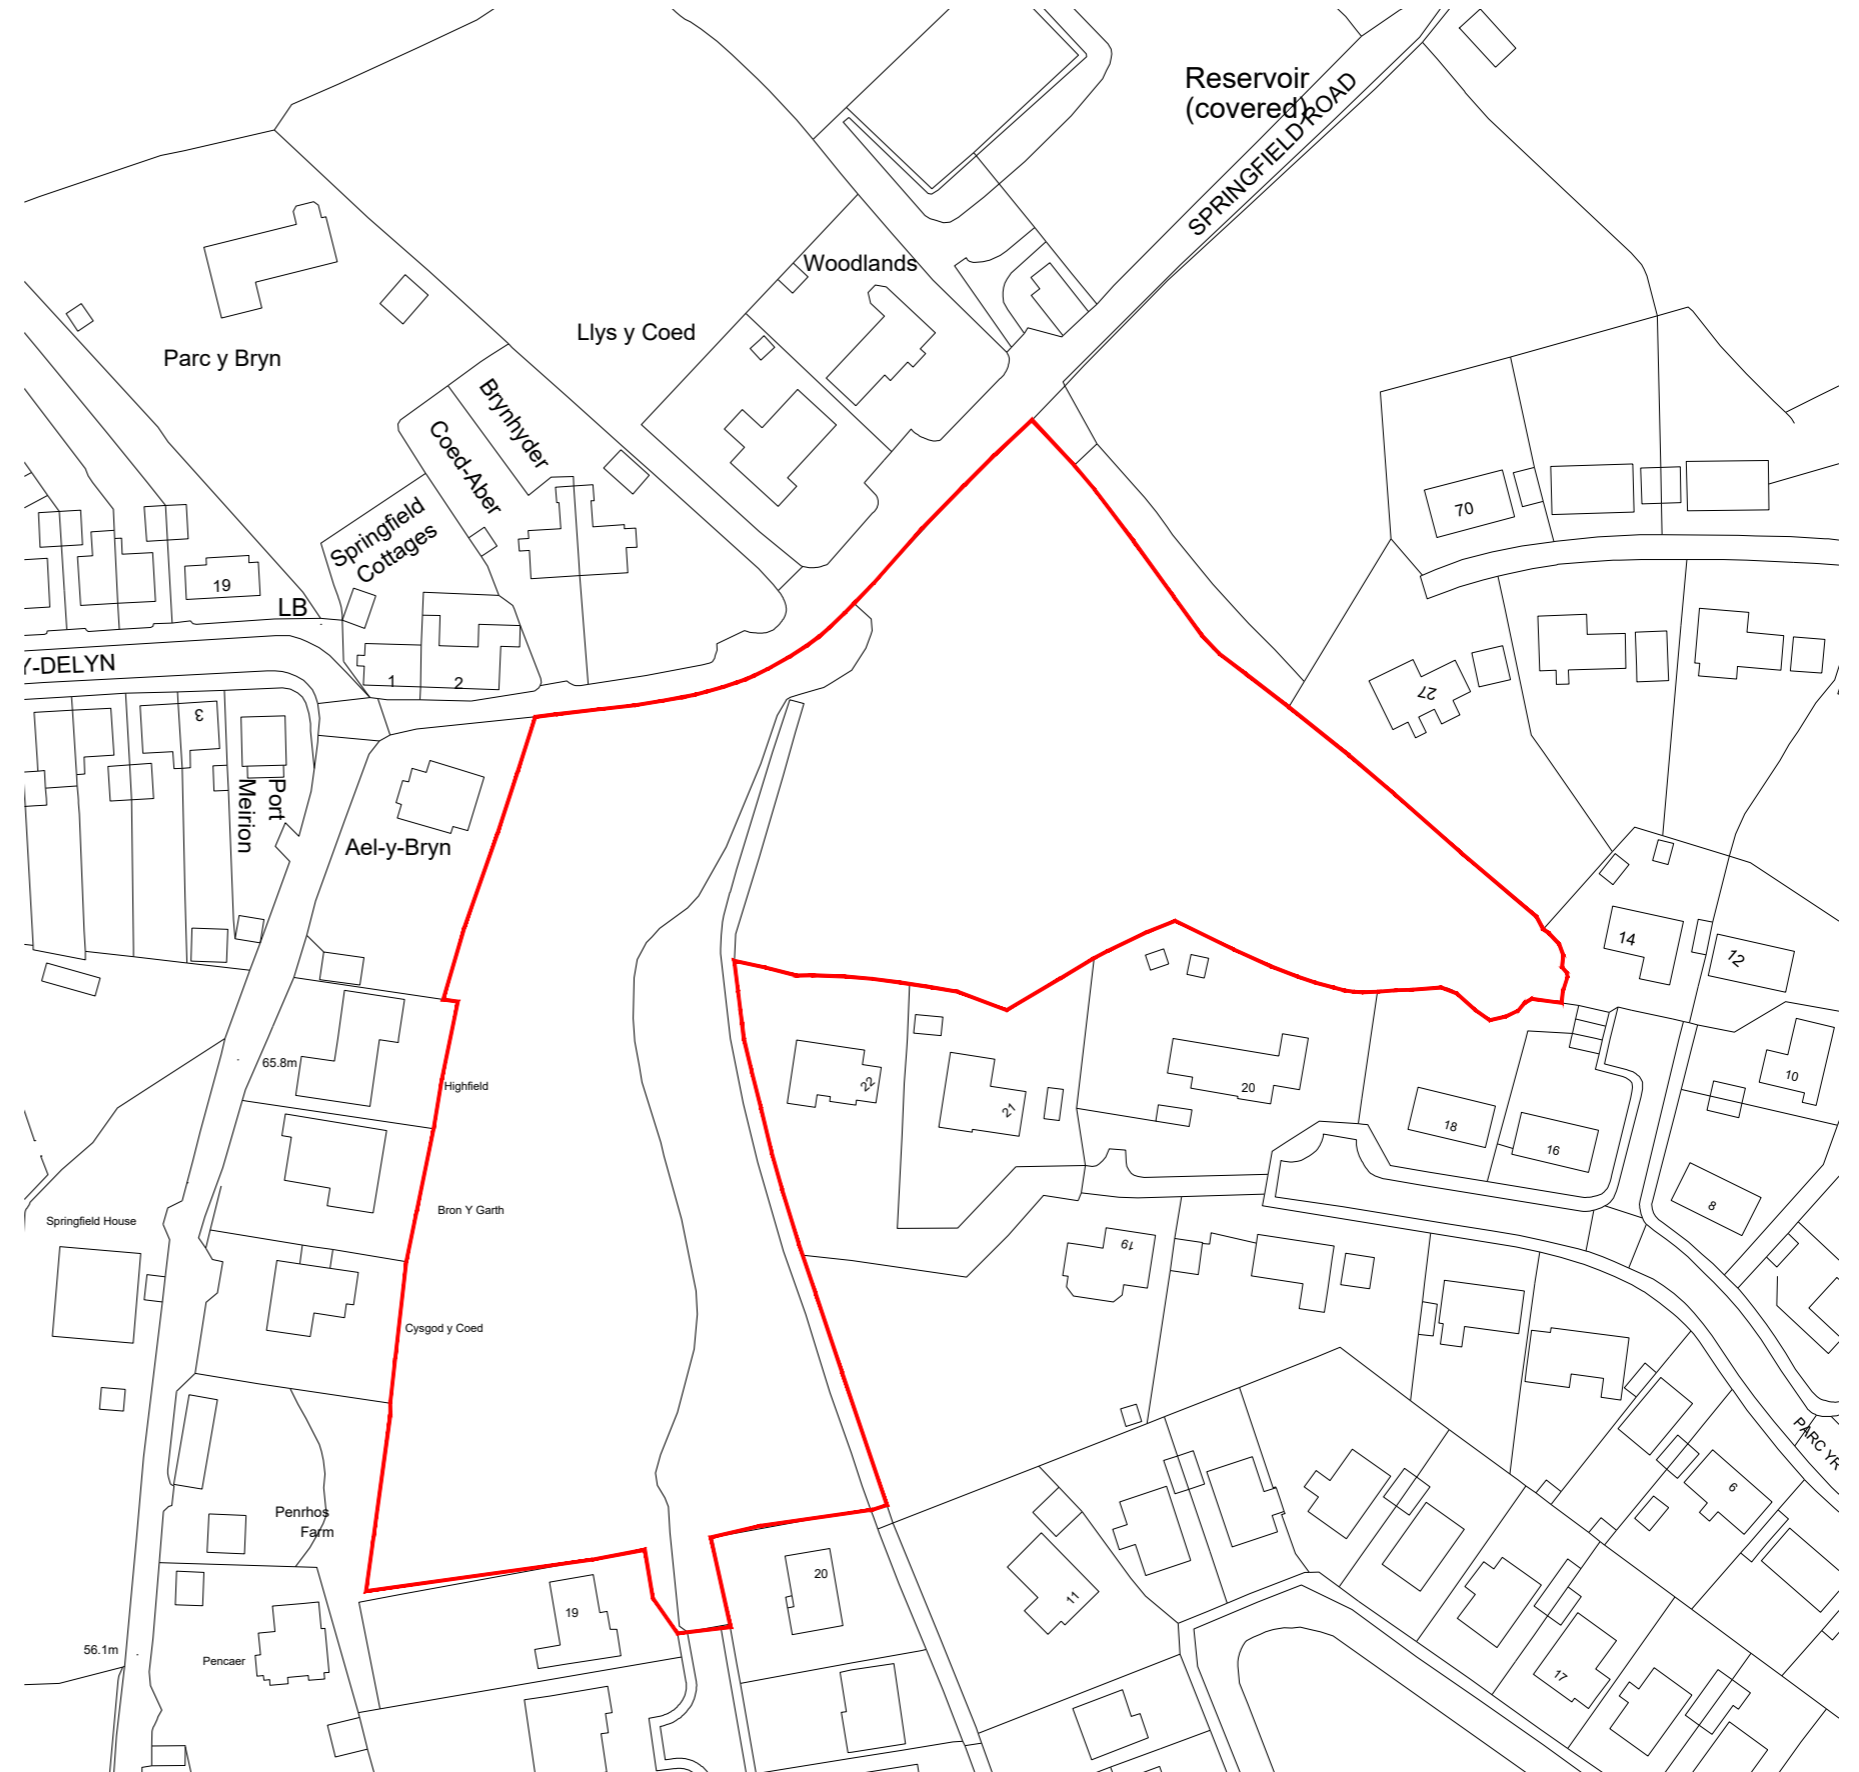 Reservoir
(covered)
SPRINGFIELD ROAD
Woodlands
Llys y Coed
Parc y Bryn
Brynhyder
Coed-Aber
Springfield
Cottages
70
19
LB
Y-DELYN
1
2
3
27
Port
Meirion
Ael-y-Bryn
14
12
65.8m
Highfield
22
21
20
18
16
10
8
Bron Y Garth
Springfield House
19
Cysgod y Coed
PARC YR
6
Penrhos
Farm
20
19
11
17
56.1m
Pencaer